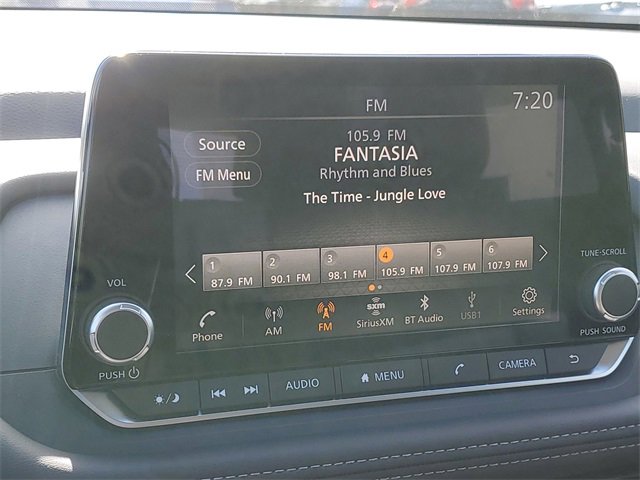 FM
7:20
Source
FM Menu
105.9 FM
FANTASIA
Rhythm and Blues
The Time - Jungle Love
1 2 3 4 5 6
87.9 FM 90.1 FM 98.1 FM 105.9 FM 107.9 FM 107.9 FM
Phone AM FM sxm SiriusXM BT Audio USB1 Settings
VOL
PUSH
TUNE·SCROLL
PUSH SOUND
AUDIO MENU CAMERA